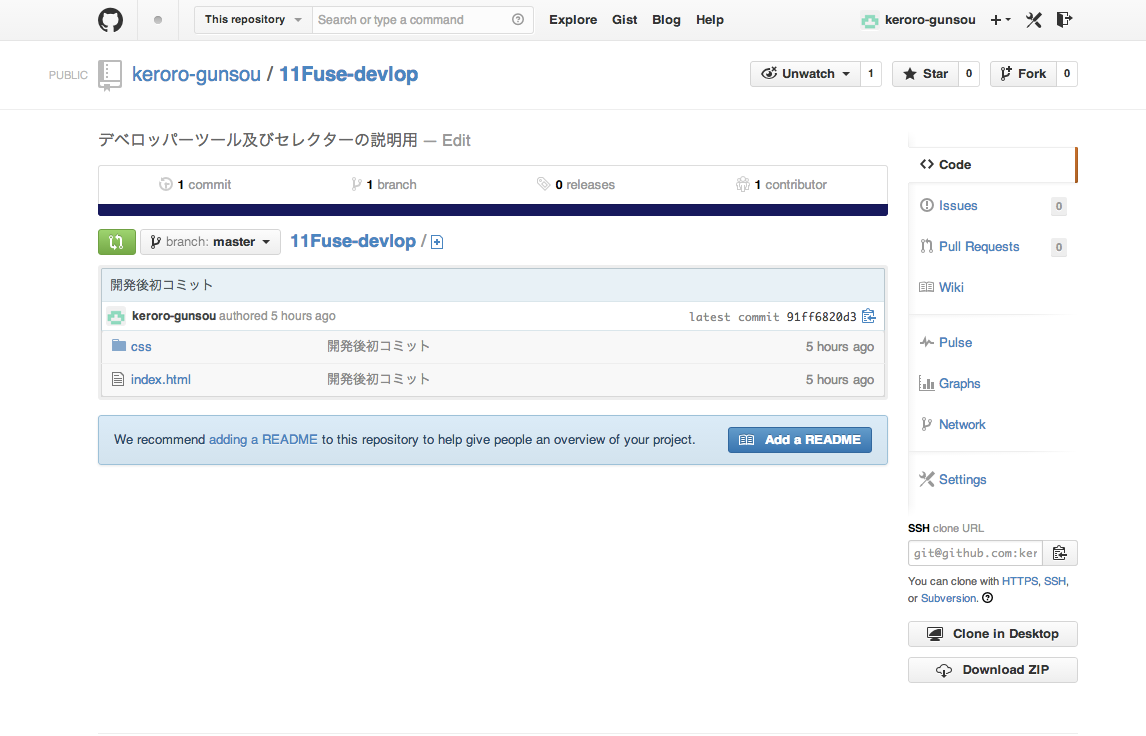 This repository Search or type a command Explore Gist Blog Help keroro-gunsou
PUBLIC keroro-gunsou / 11Fuse-devlop Unwatch 1 Star 0 Fork 0
デベロッパーツール及びセレクターの説明用 — Edit
1 commit 1 branch 0 releases 1 contributor
branch: master 11Fuse-devlop /
開発後初コミット
keroro-gunsou authored 5 hours ago latest commit 91ff6820d3
css 開発後初コミット 5 hours ago
index.html 開発後初コミット 5 hours ago
We recommend adding a README to this repository to help give people an overview of your project. Add a README
Code
Issues 0
Pull Requests 0
Wiki
Pulse
Graphs
Network
Settings
SSH clone URL
git@github.com:ker
You can clone with HTTPS, SSH,
or Subversion.
Clone in Desktop
Download ZIP